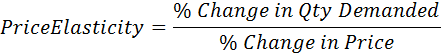 PriceElasticity = % Change in Qty Demanded / % Change in Price